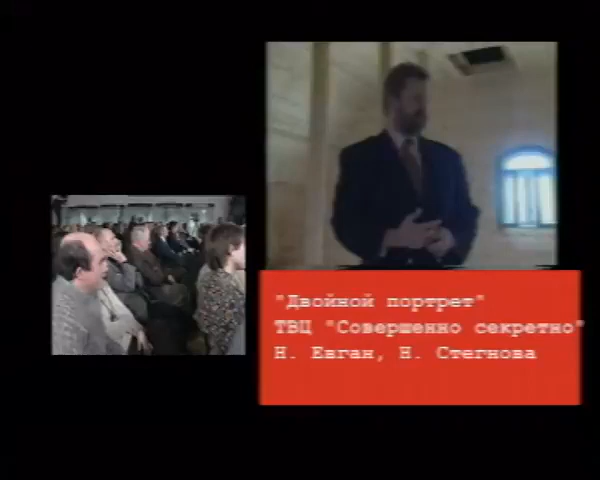 "Двойной портрет"
ТВЦ "Совершенно секретно"
Н. Евган, Н. Стегнова